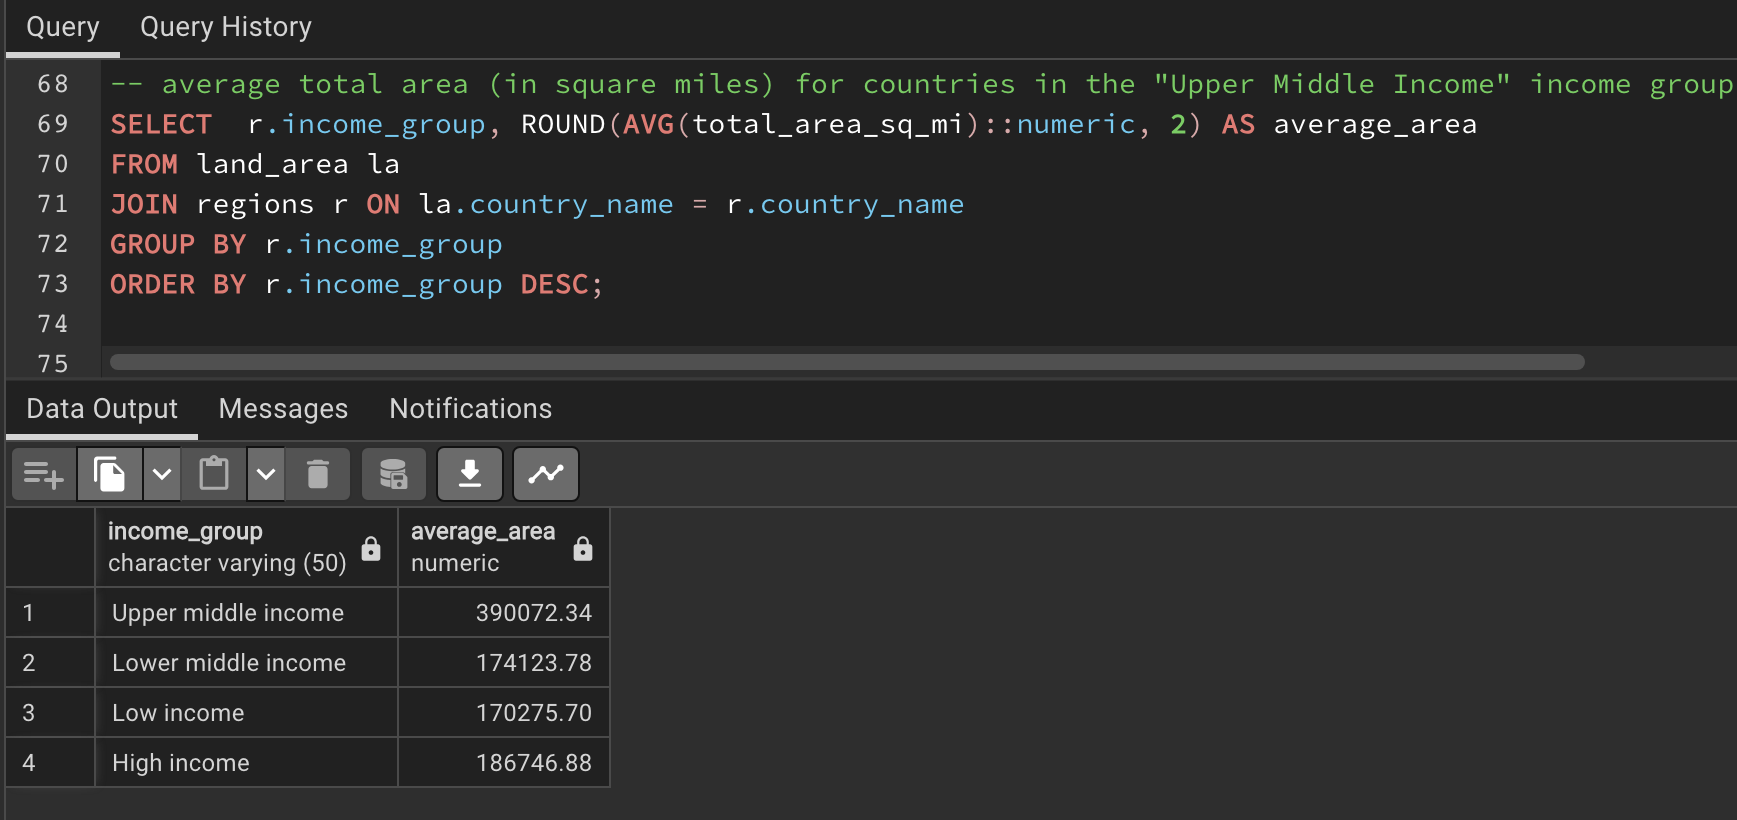 Query Query History
68 -- average total area (in square miles) for countries in the "Upper Middle Income" income group
69 SELECT  r.income_group, ROUND(AVG(total_area_sq_mi)::numeric, 2) AS average_area
70 FROM land_area la
71 JOIN regions r ON la.country_name = r.country_name
72 GROUP BY r.income_group
73 ORDER BY r.income_group DESC;
74
75
Data Output Messages Notifications
income_group average_area
character varying (50) numeric
1 Upper middle income 390072.34
2 Lower middle income 174123.78
3 Low income 170275.70
4 High income 186746.88